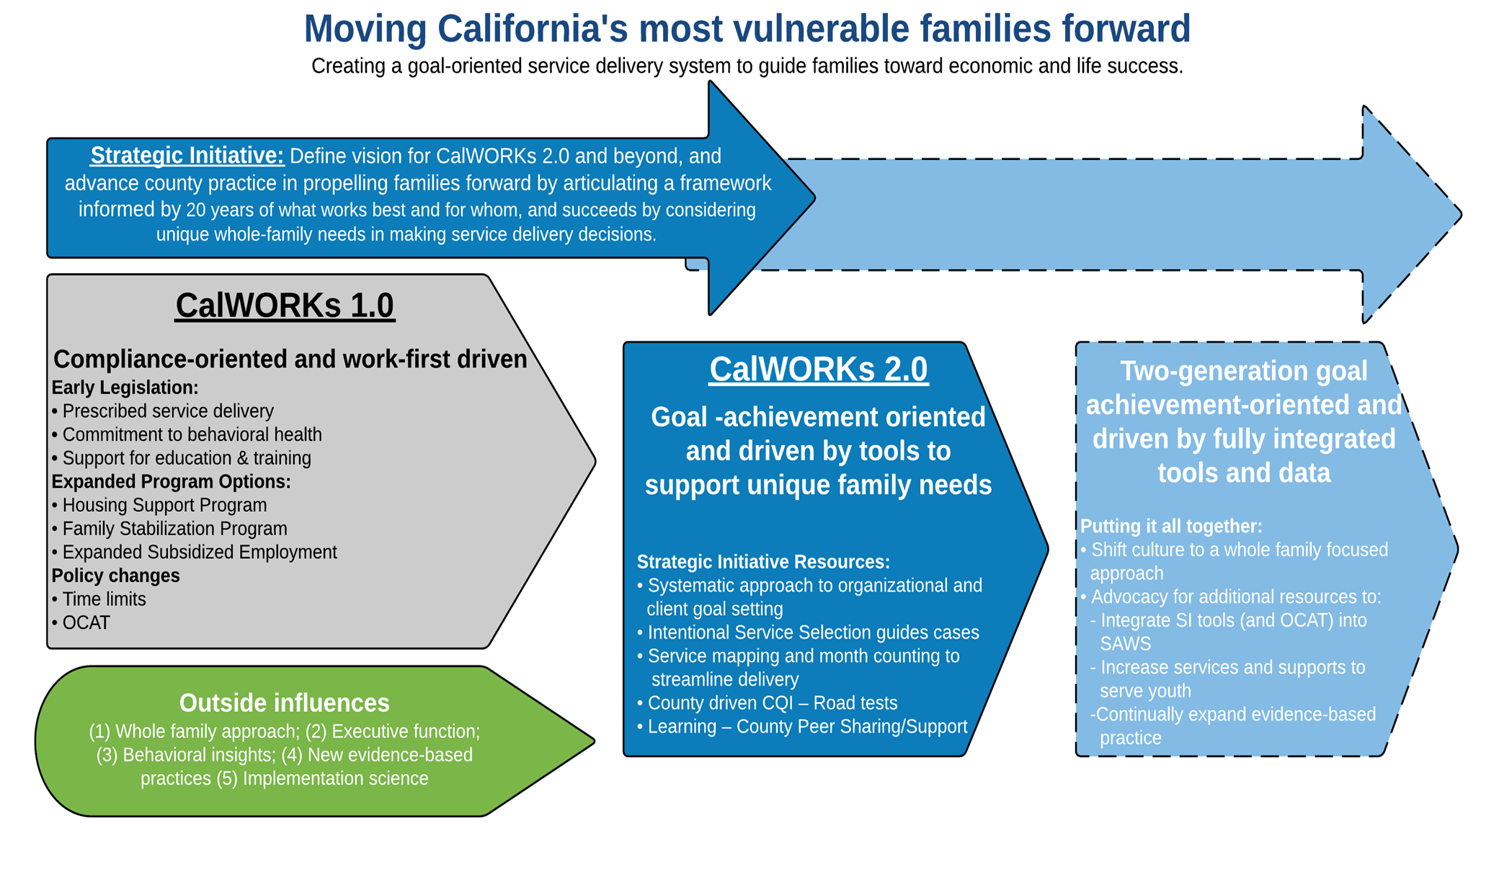 Moving California's most vulnerable families forward
Creating a goal-oriented service delivery system to guide families toward economic and life success.
Strategic Initiative: Define vision for CalWORKs 2.0 and beyond, and
advance county practice in propelling families forward by articulating a framework
informed by 20 years of what works best and for whom, and succeeds by considering
unique whole-family needs in making service delivery decisions.
CalWORKs 1.0
Compliance-oriented and work-first driven
Early Legislation:
• Prescribed service delivery
• Commitment to behavioral health
• Support for education & training
Expanded Program Options:
• Housing Support Program
• Family Stabilization Program
• Expanded Subsidized Employment
Policy changes
• Time limits
• OCAT
Outside influences
(1) Whole family approach; (2) Executive function;
(3) Behavioral insights; (4) New evidence-based
practices (5) Implementation science
CalWORKs 2.0
Goal -achievement oriented
and driven by tools to
support unique family needs
Strategic Initiative Resources:
• Systematic approach to organizational and
client goal setting
• Intentional Service Selection guides cases
• Service mapping and month counting to
streamline delivery
• County driven CQI – Road tests
• Learning – County Peer Sharing/Support
Two-generation goal
achievement-oriented and
driven by fully integrated
tools and data
Putting it all together:
• Shift culture to a whole family focused
approach
• Advocacy for additional resources to:
- Integrate SI tools (and OCAT) into
SAWS
- Increase services and supports to
serve youth
-Continually expand evidence-based
practice